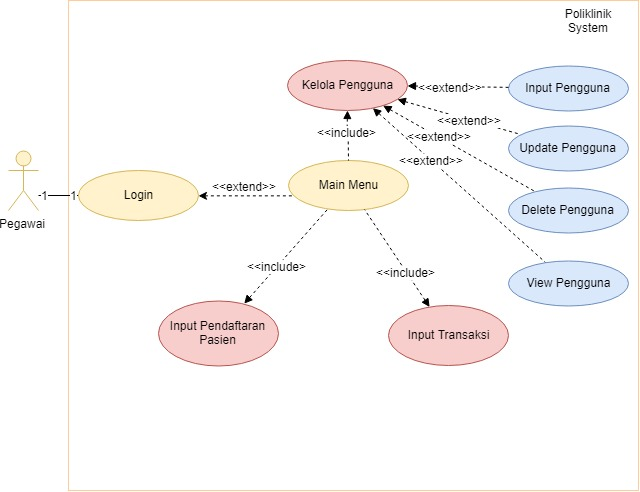 Poliklinik
System
Kelola Pengguna
<<extend>>
Input Pengguna
<<extend>>
Update Pengguna
<<include>
<<extend>>
<<extend>>
Pegawai
1
1
Login
<<extend>>
Main Menu
Delete Pengguna
<<include>
<<include>
View Pengguna
Input Pendaftaran
Pasien
Input Transaksi